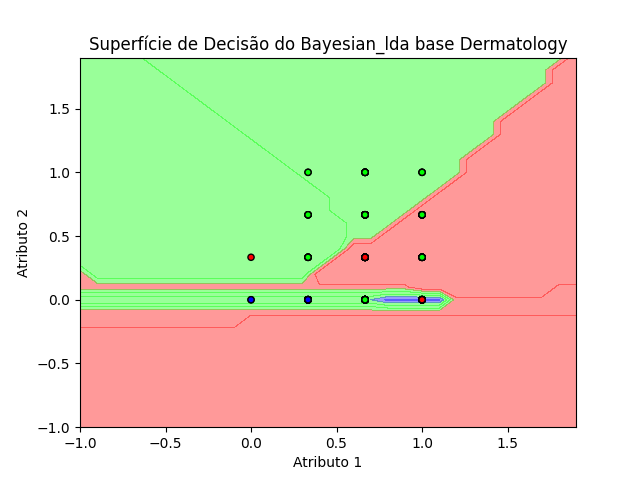 Superfície de Decisão do Bayesian_lda base Dermatology
Atributo 2
1.5
1.0
0.5
0.0
−0.5
−1.0
−1.0 −0.5 0.0 0.5 1.0 1.5
Atributo 1